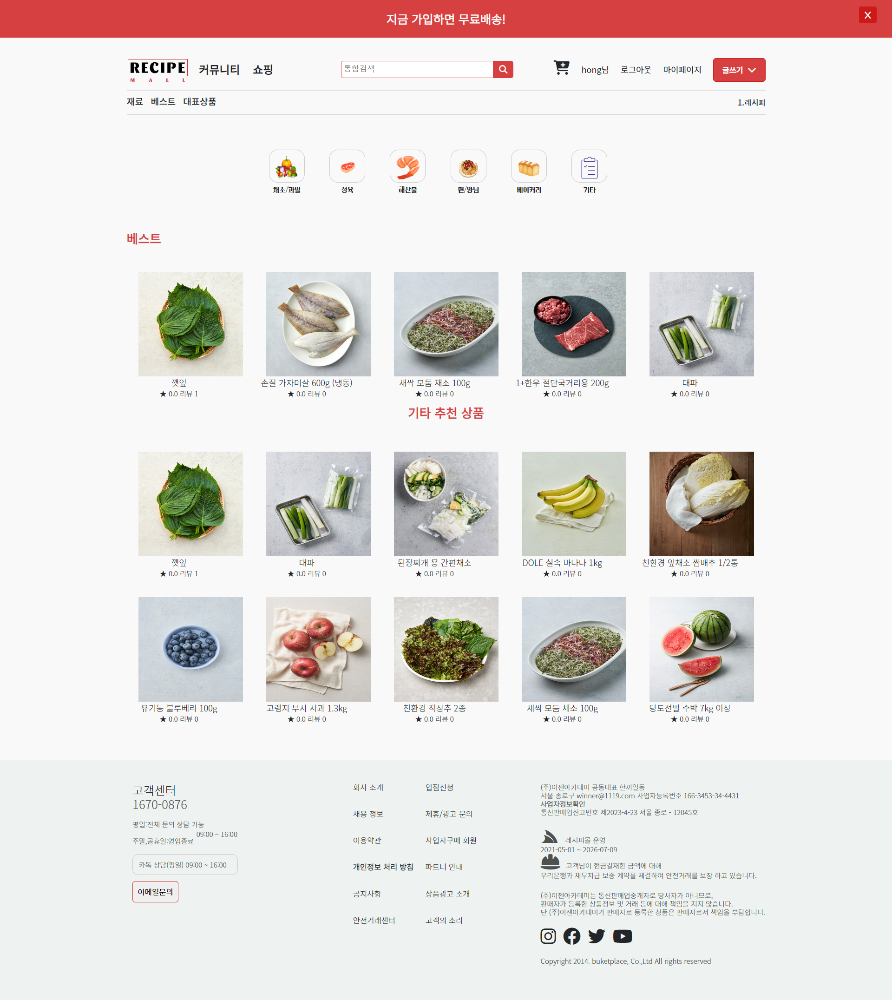 지금 가입하면 무료배송!
X
RECIPE
MALL
커뮤니티 쇼핑
통합검색
hong님 로그아웃 마이페이지 글쓰기
재료 베스트 대표상품
1.레시피
채소/과일 정육 해산물 면/양념 베이커리 기타
베스트
깻잎 손질 가자미살 600g (냉동) 새싹 모둠 채소 100g 1+한우 절단국거리용 200g 대파
★ 0.0 리뷰 1 ★ 0.0 리뷰 0 ★ 0.0 리뷰 0 ★ 0.0 리뷰 0 ★ 0.0 리뷰 0
기타 추천 상품
깻잎 대파 된장찌개 용 간편채소 DOLE 실속 바나나 1kg 친환경 잎채소 쌈배추 1/2통
★ 0.0 리뷰 1 ★ 0.0 리뷰 0 ★ 0.0 리뷰 0 ★ 0.0 리뷰 0 ★ 0.0 리뷰 0
유기농 블루베리 100g 고랭지 부사 사과 1.3kg 친환경 적상추 2종 새싹 모둠 채소 100g 당도선별 수박 7kg 이상
★ 0.0 리뷰 0 ★ 0.0 리뷰 0 ★ 0.0 리뷰 0 ★ 0.0 리뷰 0 ★ 0.0 리뷰 0
고객센터
1670-0876
평일:전체 문의 상담 가능
09:00 ~ 16:00
주말,공휴일:영업종료
카톡 상담(평일) 09:00 ~ 16:00
이메일문의
회사 소개 입점신청
채용 정보 제휴/광고 문의
이용약관 사업자구매 회원
개인정보 처리 방침 파트너 안내
공지사항 상품광고 소개
안전거래센터 고객의 소리
(주)이젠아카데미 공동대표 한끼일동
서울 종로구 winner@1119.com 사업자등록번호 166-3453-34-4431
사업자정보확인
통신판매업신고번호 제2023-4-23 서울 종로 - 12045호
레시피몰 운영
2021-05-01 ~ 2026-07-09
고객님이 현금결재한 금액에 대해
우리은행과 채무지급 보증 계약을 체결하여 안전거래를 보장 하고 있습니다.
(주)이젠아카데미는 통신판매업중개자로 당사자가 아니므로,
판매자가 등록한 상품정보 및 거래 등에 대해 책임을 지지 않습니다.
단 (주)이젠아카데미가 판매자로 등록한 상품은 판매자로서 책임을 부담합니다.
Copyright 2014. buketplace, Co.,Ltd All rights reserved